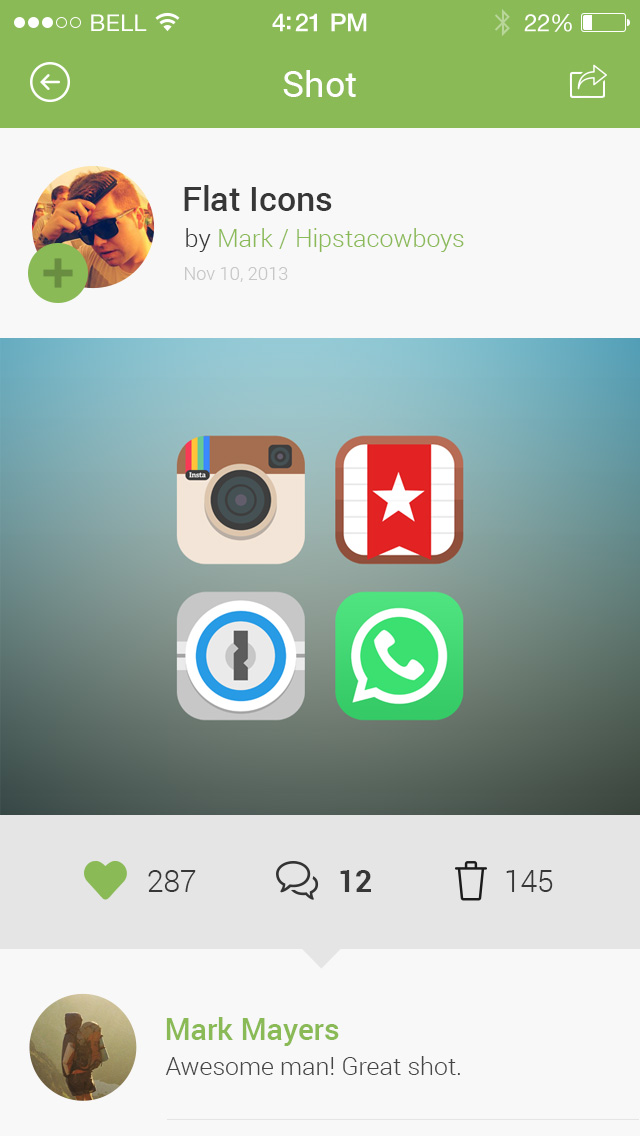 BELL 4:21 PM 22%
Shot
Flat Icons
by Mark / Hipstacowboys
Nov 10, 2013
Insta
287 12 145
Mark Mayers
Awesome man! Great shot.